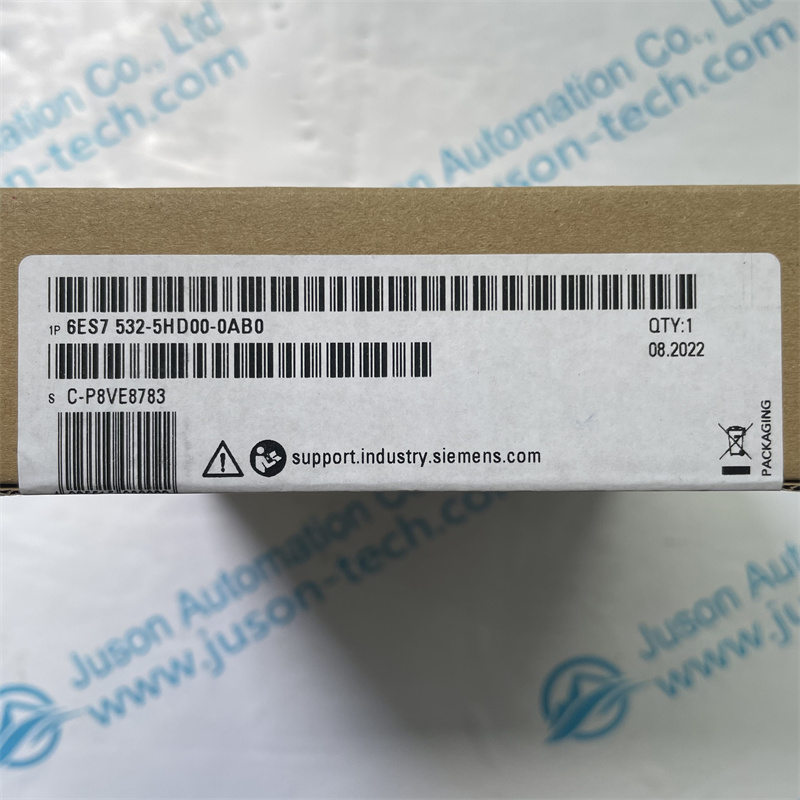 Juson Automation Co., Ltd
www.juson-tech.com
1P 6ES7 532-5HD00-0AB0
QTY:1
08.2022
S C-P8VE8783
support.industry.siemens.com
PACKAGING
Juson Automation Co., Ltd
www.juson-tech.com